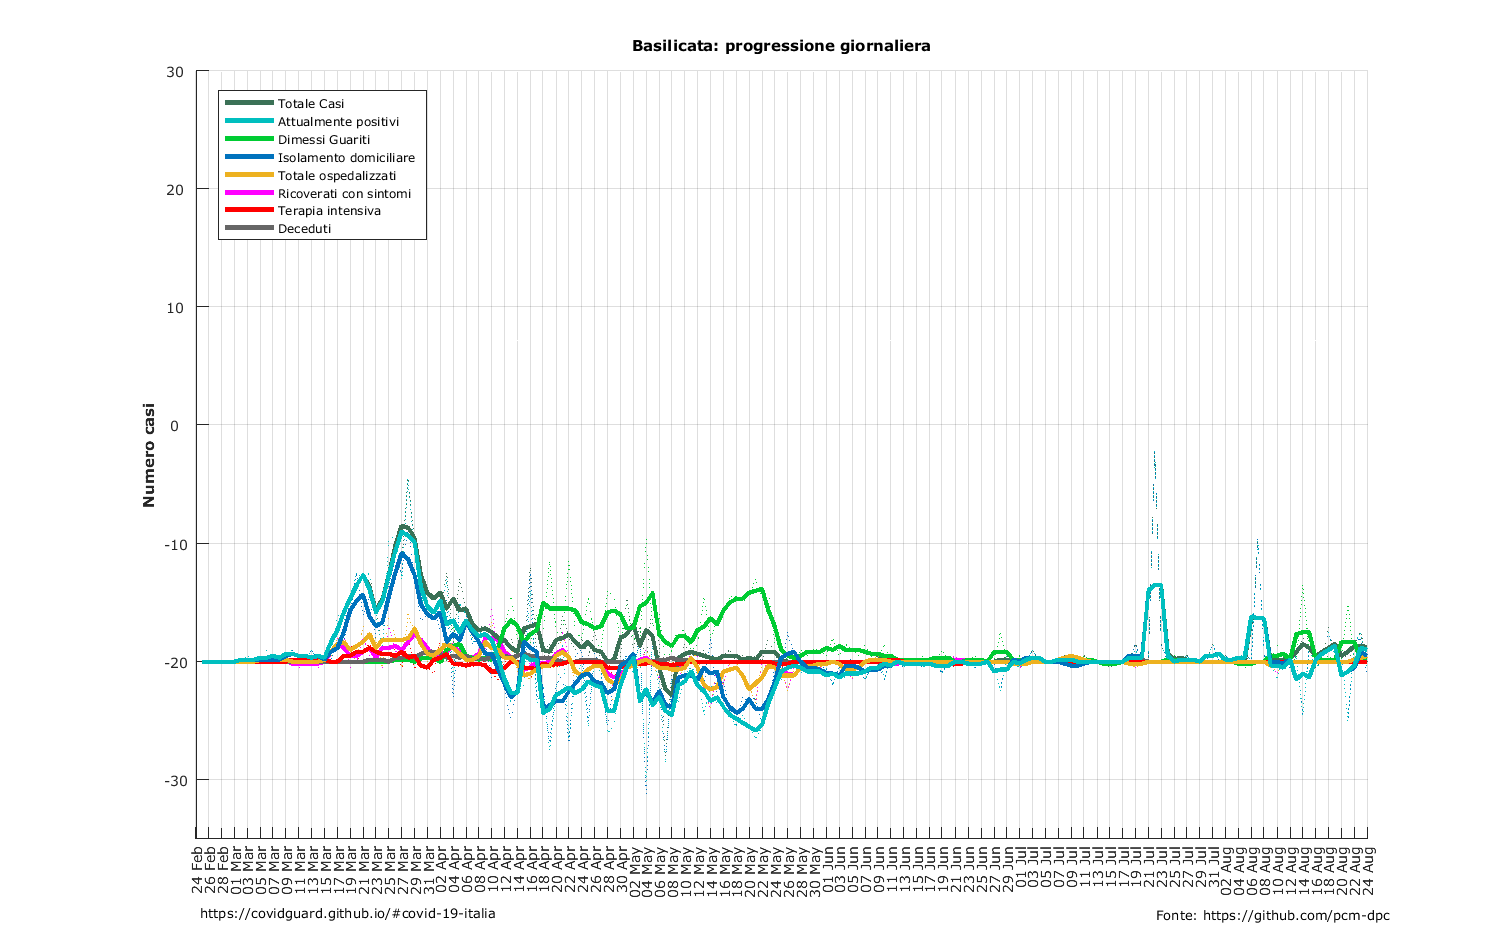 Basilicata: progressione giornaliera
30
20
10
0
-10
-20
-30
Numero casi
Totale Casi
Attualmente positivi
Dimessi Guariti
Isolamento domiciliare
Totale ospedalizzati
Ricoverati con sintomi
Terapia intensiva
Deceduti
24 Feb
26 Feb
28 Feb
01 Mar
03 Mar
05 Mar
07 Mar
09 Mar
11 Mar
13 Mar
15 Mar
17 Mar
19 Mar
21 Mar
23 Mar
25 Mar
27 Mar
29 Mar
31 Mar
02 Apr
04 Apr
06 Apr
08 Apr
10 Apr
12 Apr
14 Apr
16 Apr
18 Apr
20 Apr
22 Apr
24 Apr
26 Apr
28 Apr
30 Apr
02 May
04 May
06 May
08 May
10 May
12 May
14 May
16 May
18 May
20 May
22 May
24 May
26 May
28 May
30 May
01 Jun
03 Jun
05 Jun
07 Jun
09 Jun
11 Jun
13 Jun
15 Jun
17 Jun
19 Jun
21 Jun
23 Jun
25 Jun
27 Jun
29 Jun
01 Jul
03 Jul
05 Jul
07 Jul
09 Jul
11 Jul
13 Jul
15 Jul
17 Jul
19 Jul
21 Jul
23 Jul
25 Jul
27 Jul
29 Jul
31 Jul
02 Aug
04 Aug
06 Aug
08 Aug
10 Aug
12 Aug
14 Aug
16 Aug
18 Aug
20 Aug
22 Aug
24 Aug
https://covidguard.github.io/#covid-19-italia
Fonte: https://github.com/pcm-dpc